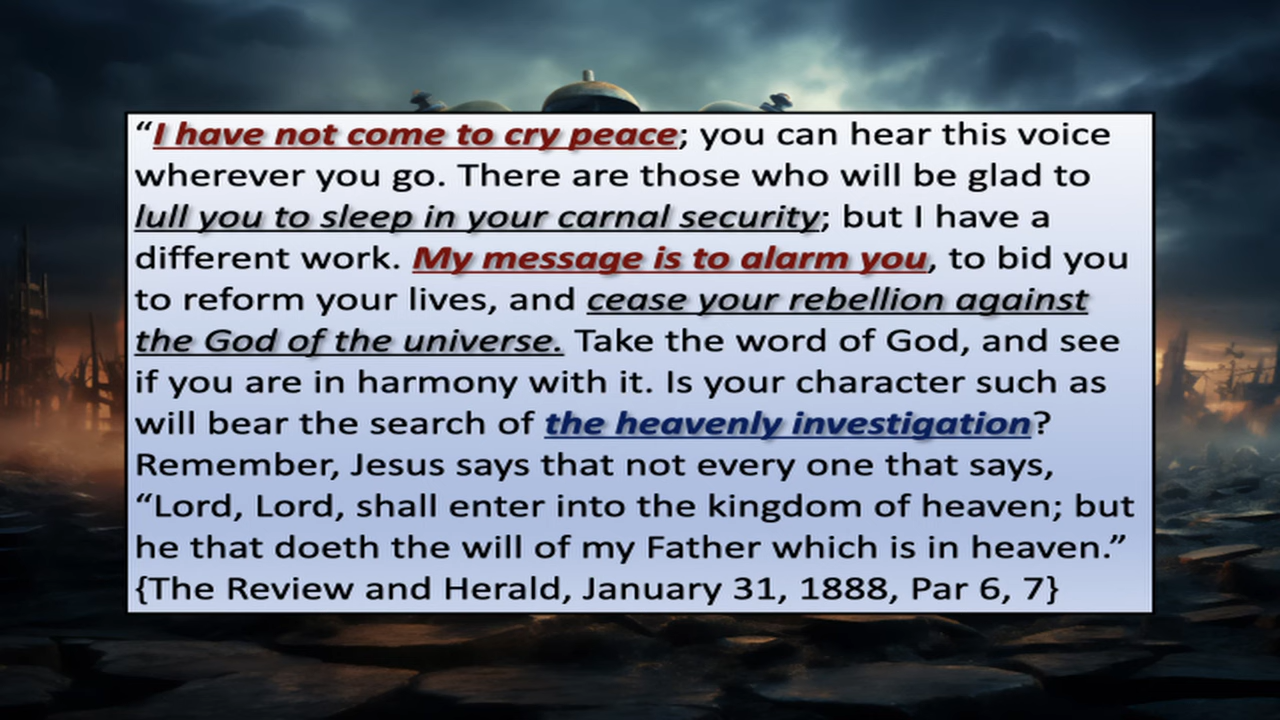 “I have not come to cry peace; you can hear this voice
wherever you go. There are those who will be glad to
lull you to sleep in your carnal security; but I have a
different work. My message is to alarm you, to bid you
to reform your lives, and cease your rebellion against
the God of the universe. Take the word of God, and see
if you are in harmony with it. Is your character such as
will bear the search of the heavenly investigation?
Remember, Jesus says that not every one that says,
“Lord, Lord, shall enter into the kingdom of heaven; but
he that doeth the will of my Father which is in heaven.”
{The Review and Herald, January 31, 1888, Par 6, 7}